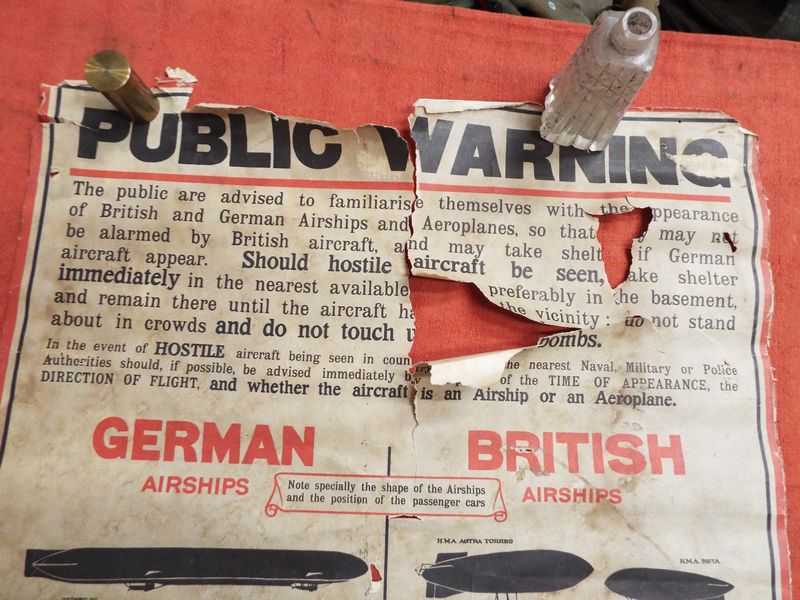 PUBLIC WARNING
The public are advised to familiarise themselves with the appearance
of British and German Airships and Aeroplanes, so that may not
be alarmed by British aircraft, and may take shelt if German
aircraft appear. Should hostile aircraft be seen, take shelter
immediately in the nearest available preferably in the basement,
and remain there until the aircraft ha the vicinity: do not stand
about in crowds and do not touch u bombs.
In the event of HOSTILE aircraft being seen in coun the nearest Naval, Military or Police
Authorities should, if possible, be advised immediately b of the TIME OF APPEARANCE, the
DIRECTION OF FLIGHT, and whether the aircraft is an Airship or an Aeroplane.
GERMAN
AIRSHIPS
BRITISH
AIRSHIPS
Note specially the shape of the Airships
and the position of the passenger cars
H.M.A. ASTRA TORRES
H.M.A. BETA